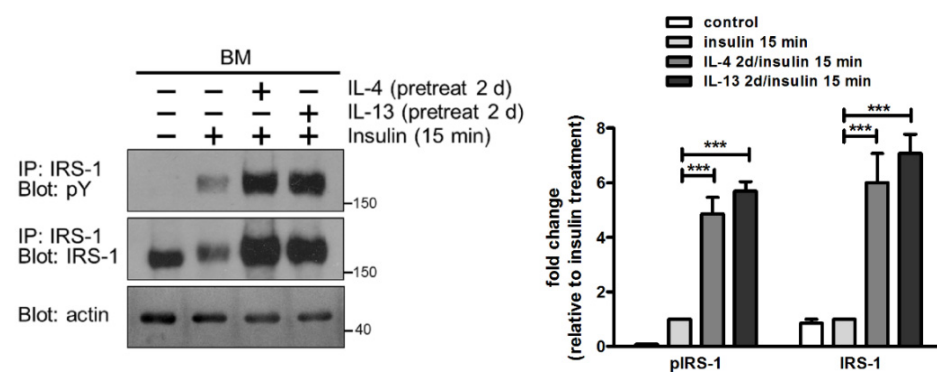 BM
− − + − IL-4 (pretreat 2 d)
− − − + IL-13 (pretreat 2 d)
− + + + Insulin (15 min)
IP: IRS-1
Blot: pY
150
IP: IRS-1
Blot: IRS-1
150
Blot: actin
40
control
insulin 15 min
IL-4 2d/insulin 15 min
IL-13 2d/insulin 15 min
fold change
(relative to insulin treatment)
8
6
4
2
0
***
***
***
***
pIRS-1
IRS-1